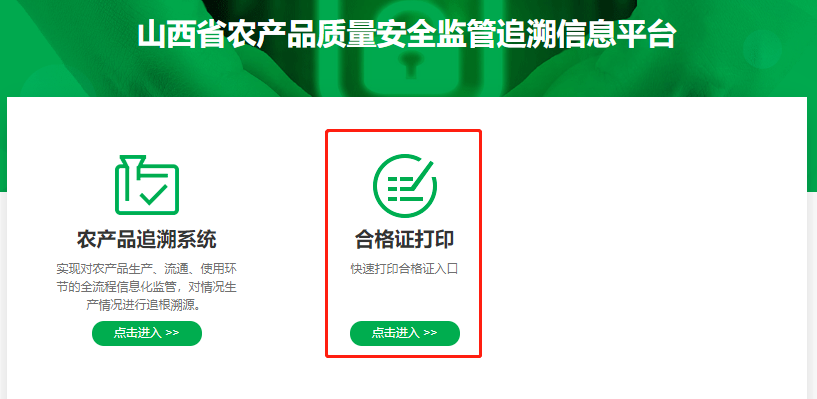 山西省农产品质量安全监管追溯信息平台
农产品追溯系统
实现对农产品生产、流通、使用环
节的全流程信息化监管，对情况生
产情况进行追根溯源。
点击进入 >>
合格证打印
快速打印合格证入口
点击进入 >>